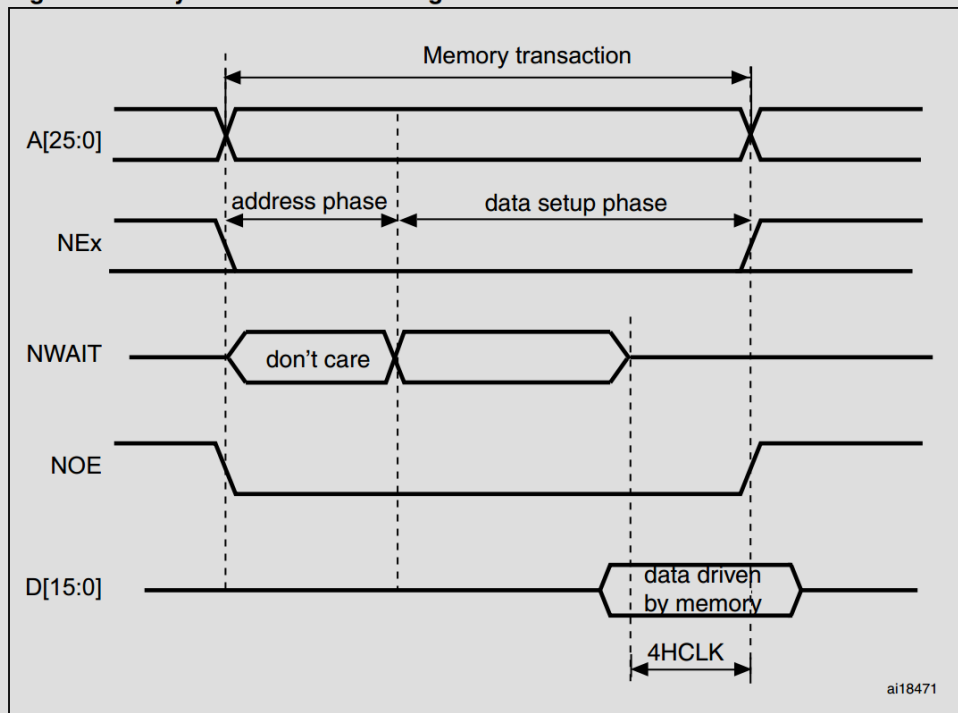 Memory transaction
A[25:0]
address phase
data setup phase
NEx
NWAIT
don't care
NOE
D[15:0]
data driven
by memory
4HCLK
ai18471